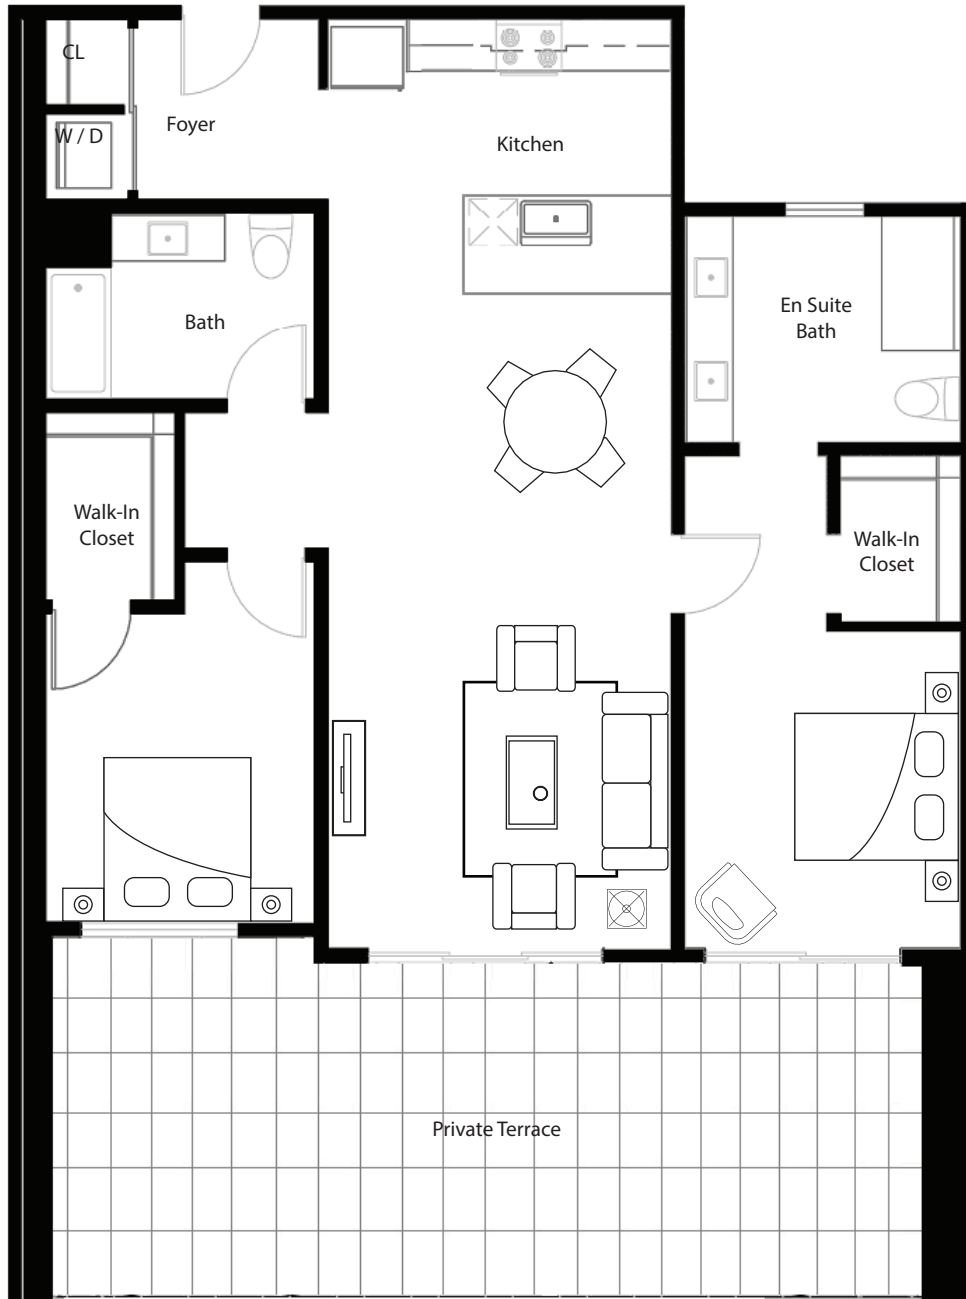 CL
W / D
Foyer
Kitchen
Bath
En Suite
Bath
Walk-In
Closet
Walk-In
Closet
Private Terrace